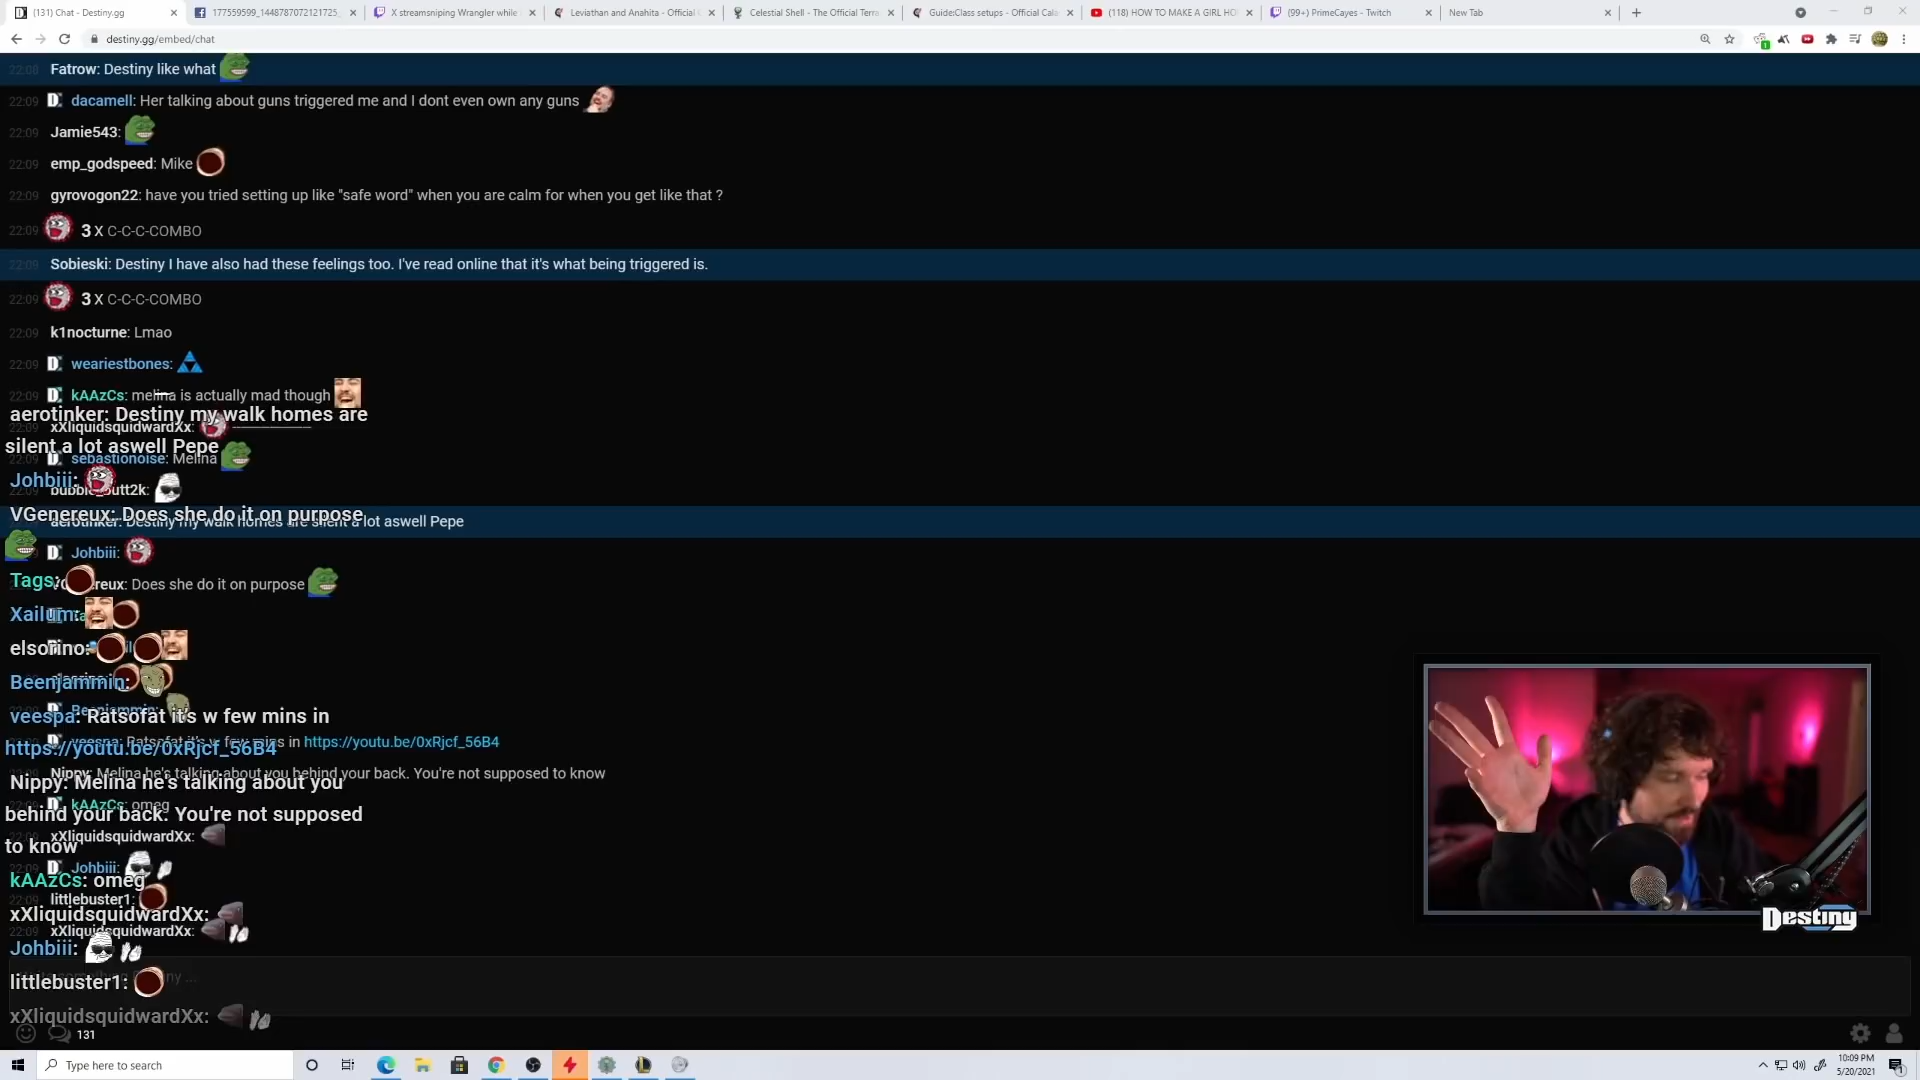 (131) Chat - Destiny.gg
177559599_1448787072121725_
X streamsniping Wrangler while
Leviathan and Anahita - Official
Celestial Shell - The Official Terra
Guide:Class setups - Official Cala
(118) HOW TO MAKE A GIRL HO
(99+) PrimeCayes - Twitch
New Tab
destiny.gg/embed/chat
22:08 Fatrow: Destiny like what
22:09 dacamell: Her talking about guns triggered me and I dont even own any guns
22:09 Jamie543:
22:09 emp_godspeed: Mike
22:09 gyrovogon22: have you tried setting up like "safe word" when you are calm for when you get like that ?
22:09 3 X C-C-C-COMBO
22:09 Sobieski: Destiny I have also had these feelings too. I've read online that it's what being triggered is.
22:09 3 X C-C-C-COMBO
22:09 k1nocturne: Lmao
22:09 weariestbones:
22:09 kAAzCs: melina is actually mad though
aerotinker: Destiny my walk homes are
22:09 xXliquidsquidwardXx:
silent a lot aswell Pepe
22:09 sebastionoise: Melina
Johbiii:
22:09 bubble_butt2k:
VGenereux: Does she do it on purpose
aerotinker: Destiny my walk homes are silent a lot aswell Pepe
Johbiii:
Tags:
VGenereux: Does she do it on purpose
Xailum:
elsorino:
Beenjammin:
Beenjammin:
veespa: Ratsofat it's w few mins in
https://youtu.be/0xRjcf_56B4
veespa: Ratsofat it's w few mins in https://youtu.be/0xRjcf_56B4
Nippy: Melina he's talking about you behind your back. You're not supposed to know
Nippy: Melina he's talking about you
behind your back. You're not supposed
to know
22:09 kAAzCs: omeg
22:09 xXliquidsquidwardXx:
22:09 Johbiii:
kAAzCs: omeg
22:09 littlebuster1:
xXliquidsquidwardXx:
22:09 xXliquidsquidwardXx:
Johbiii:
littlebuster1:
xXliquidsquidwardXx:
131
Destiny
Type here to search
10:09 PM
5/20/2021